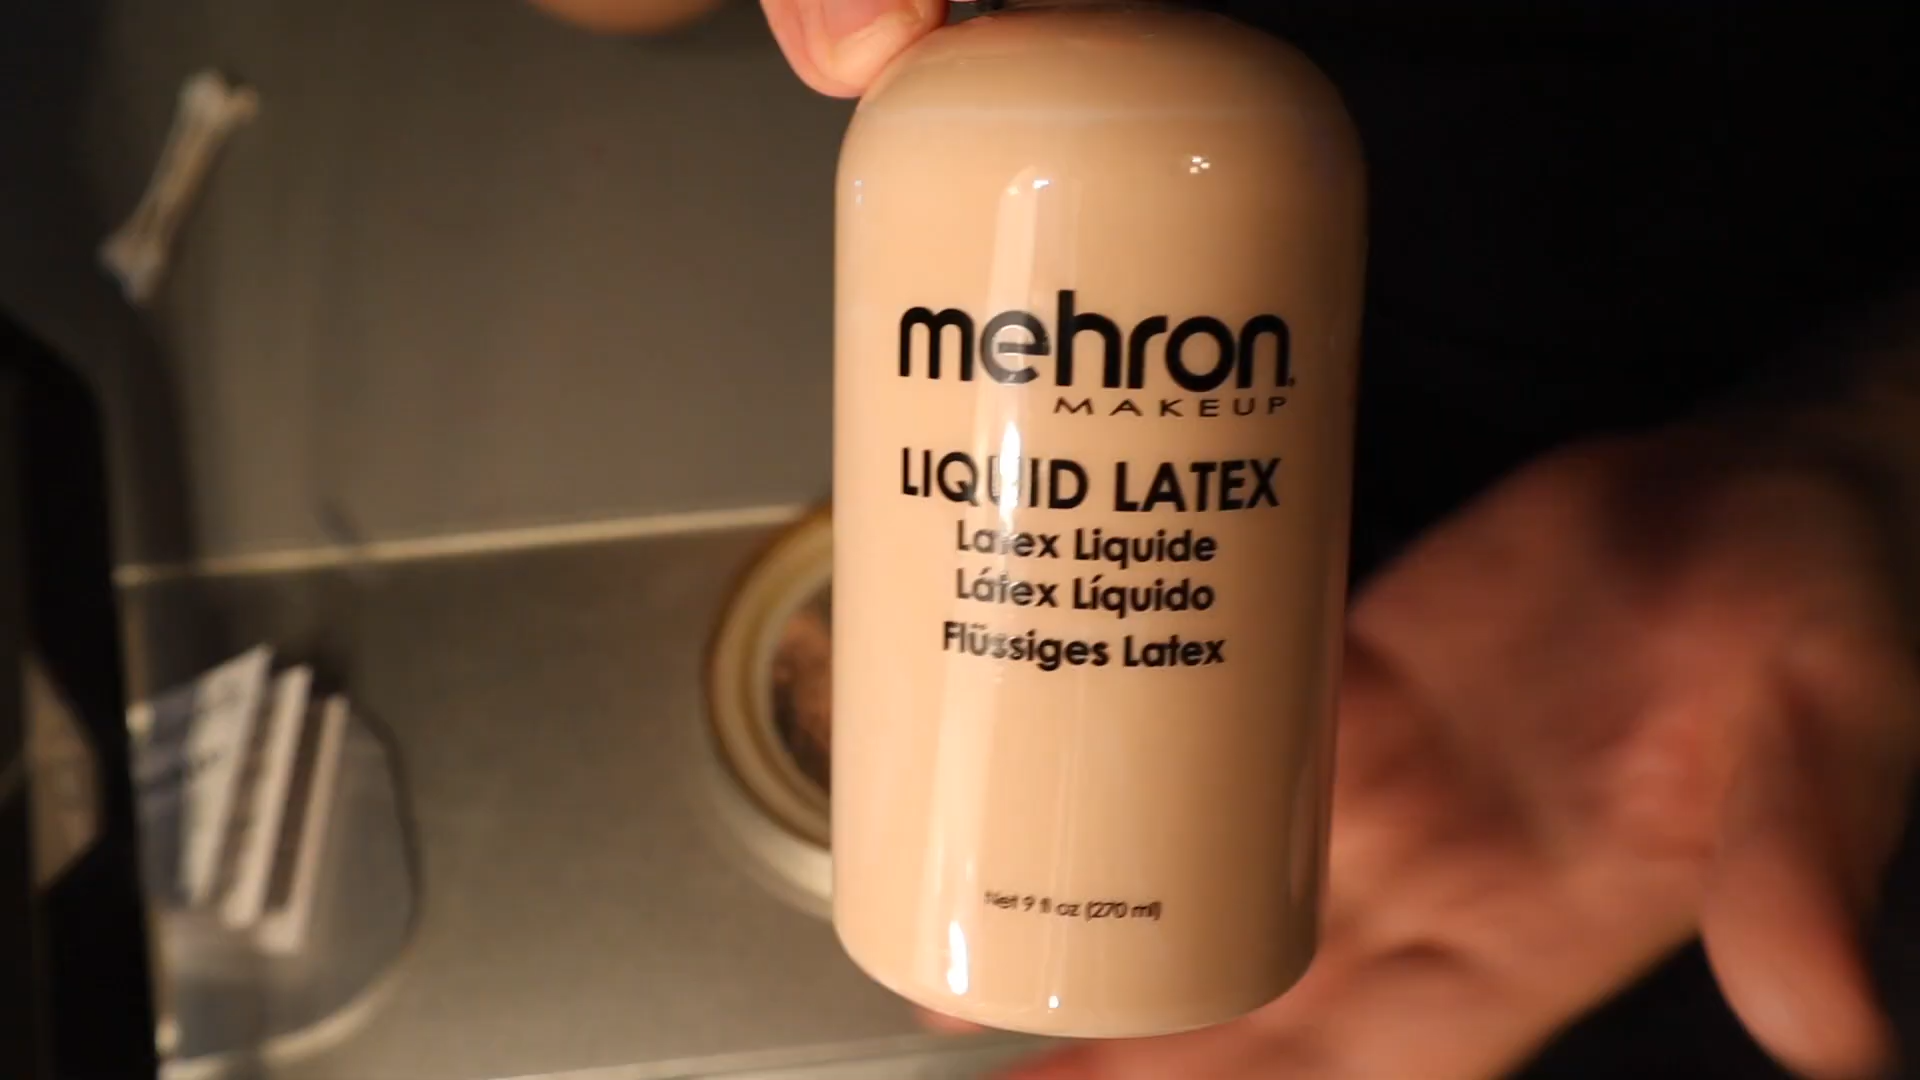 mehron
MAKEUP
LIQUID LATEX
Latex Liquide
Látex Líquido
Flüssiges Latex
Net 9 fl oz (270 ml)